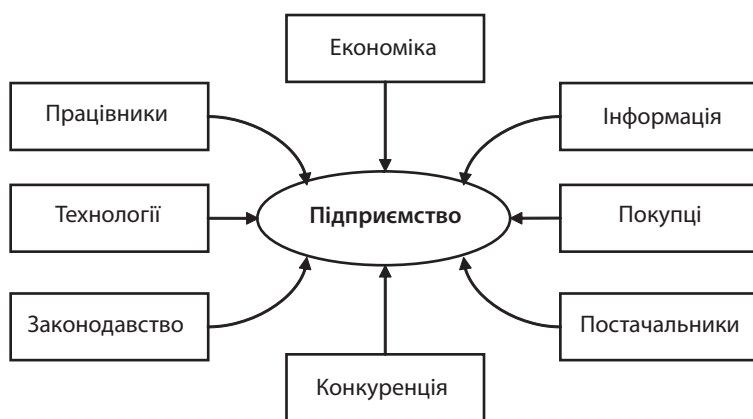 Економіка
Працівники
Інформація
Технології
Підприємство
Покупці
Законодавство
Постачальники
Конкуренція